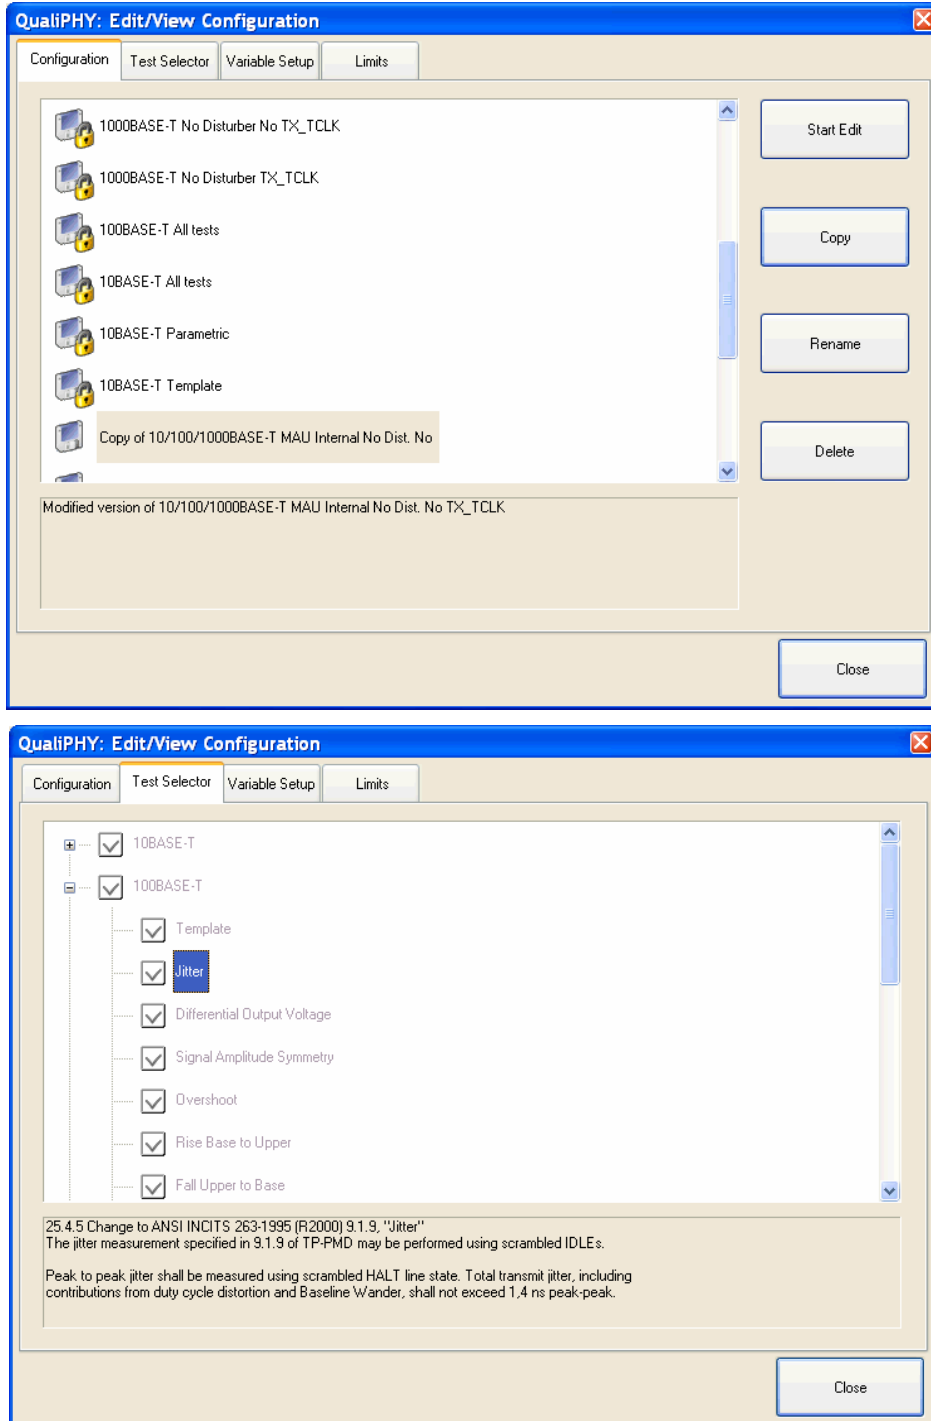 QualiPHY: Edit/View Configuration
Configuration
Test Selector
Variable Setup
Limits
1000BASE-T No Disturber No TX_TCLK
1000BASE-T No Disturber TX_TCLK
100BASE-T All tests
10BASE-T All tests
10BASE-T Parametric
10BASE-T Template
Copy of 10/100/1000BASE-T MAU Internal No Dist. No
Start Edit
Copy
Rename
Delete
Modified version of 10/100/1000BASE-T MAU Internal No Dist. No TX_TCLK
Close
QualiPHY: Edit/View Configuration
Configuration
Test Selector
Variable Setup
Limits
10BASE-T
100BASE-T
Template
Jitter
Differential Output Voltage
Signal Amplitude Symmetry
Overshoot
Rise Base to Upper
Fall Upper to Base
25.4.5 Change to ANSI INCITS 263-1995 (R2000) 9.1.9, "Jitter"
The jitter measurement specified in 9.1.9 of TP-PMD may be performed using scrambled IDLEs.
Peak to peak jitter shall be measured using scrambled HALT line state. Total transmit jitter, including
contributions from duty cycle distortion and Baseline Wander, shall not exceed 1,4 ns peak-peak.
Close